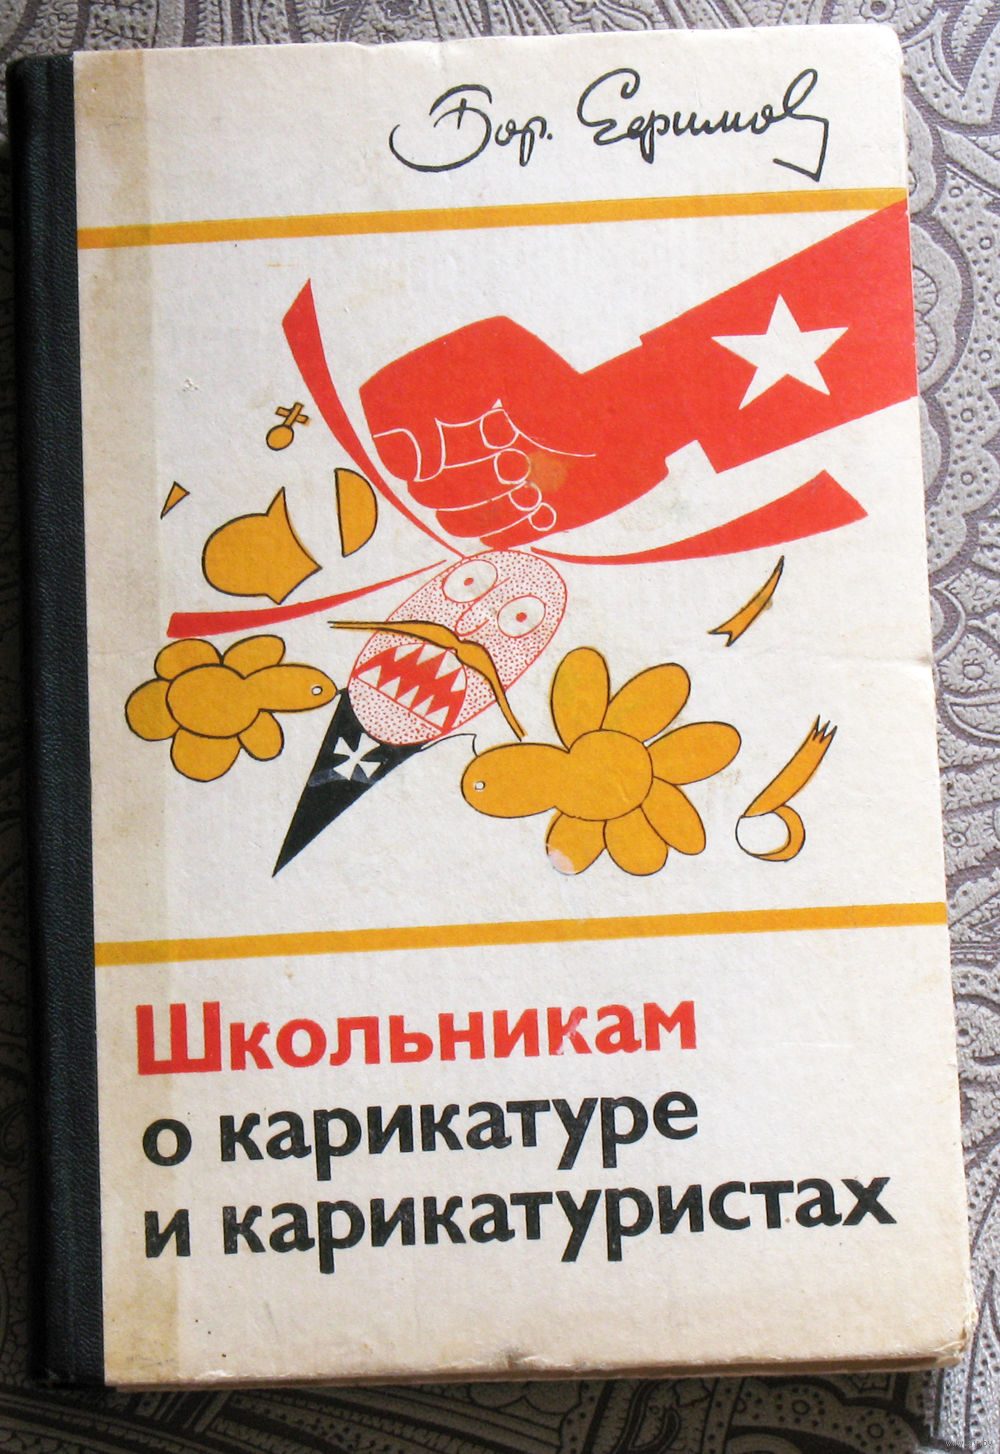 Бор. Ефимов
Школьникам
о карикатуре
и карикатуристах